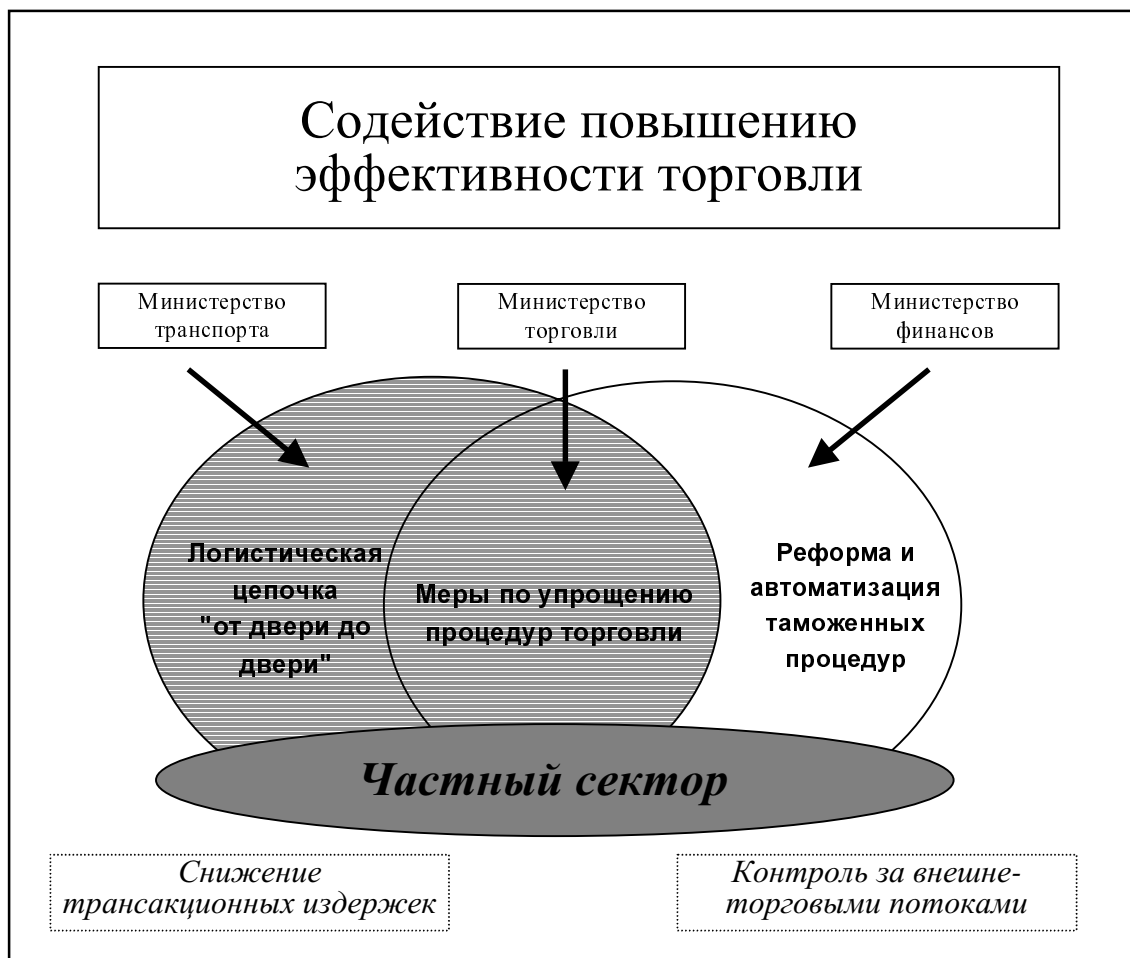 Содействие повышению
эффективности торговли
Министерство
транспорта
Министерство
торговли
Министерство
финансов
Логистическая
цепочка
"от двери до
двери"
Меры по упрощению
процедур торговли
Реформа и
автоматизация
таможенных
процедур
Частный сектор
Снижение
трансакционных издержек
Контроль за внешне-
торговыми потоками